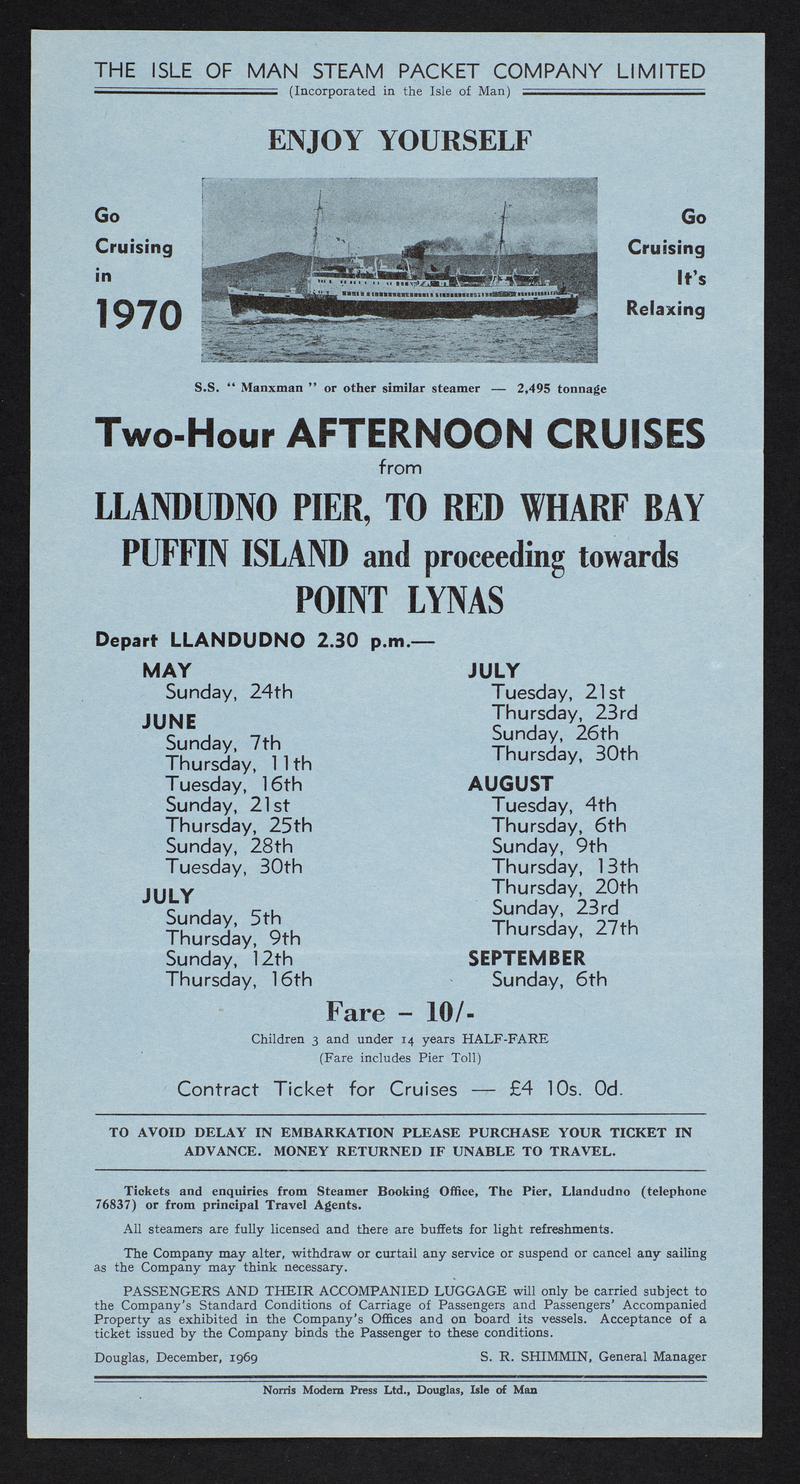 THE ISLE OF MAN STEAM PACKET COMPANY LIMITED
(Incorporated in the Isle of Man)
ENJOY YOURSELF
Go
Cruising
in
1970
Go
Cruising
It's
Relaxing
S.S. “ Manxman ” or other similar steamer — 2,495 tonnage
Two-Hour AFTERNOON CRUISES
from
LLANDUDNO PIER, TO RED WHARF BAY
PUFFIN ISLAND and proceeding towards
POINT LYNAS
Depart LLANDUDNO 2.30 p.m.—
MAY
Sunday, 24th
JUNE
Sunday, 7th
Thursday, 11th
Tuesday, 16th
Sunday, 21st
Thursday, 25th
Sunday, 28th
Tuesday, 30th
JULY
Sunday, 5th
Thursday, 9th
Sunday, 12th
Thursday, 16th
JULY
Tuesday, 21st
Thursday, 23rd
Sunday, 26th
Thursday, 30th
AUGUST
Tuesday, 4th
Thursday, 6th
Sunday, 9th
Thursday, 13th
Thursday, 20th
Sunday, 23rd
Thursday, 27th
SEPTEMBER
Sunday, 6th
Fare – 10/-
Children 3 and under 14 years HALF-FARE
(Fare includes Pier Toll)
Contract Ticket for Cruises — £4 10s. 0d.
TO AVOID DELAY IN EMBARKATION PLEASE PURCHASE YOUR TICKET IN
ADVANCE. MONEY RETURNED IF UNABLE TO TRAVEL.
Tickets and enquiries from Steamer Booking Office, The Pier, Llandudno (telephone
76837) or from principal Travel Agents.
All steamers are fully licensed and there are buffets for light refreshments.
The Company may alter, withdraw or curtail any service or suspend or cancel any sailing
as the Company may think necessary.
PASSENGERS AND THEIR ACCOMPANIED LUGGAGE will only be carried subject to
the Company's Standard Conditions of Carriage of Passengers and Passengers' Accompanied
Property as exhibited in the Company's Offices and on board its vessels. Acceptance of a
ticket issued by the Company binds the Passenger to these conditions.
Douglas, December, 1969
S. R. SHIMMIN, General Manager
Norris Modern Press Ltd., Douglas, Isle of Man